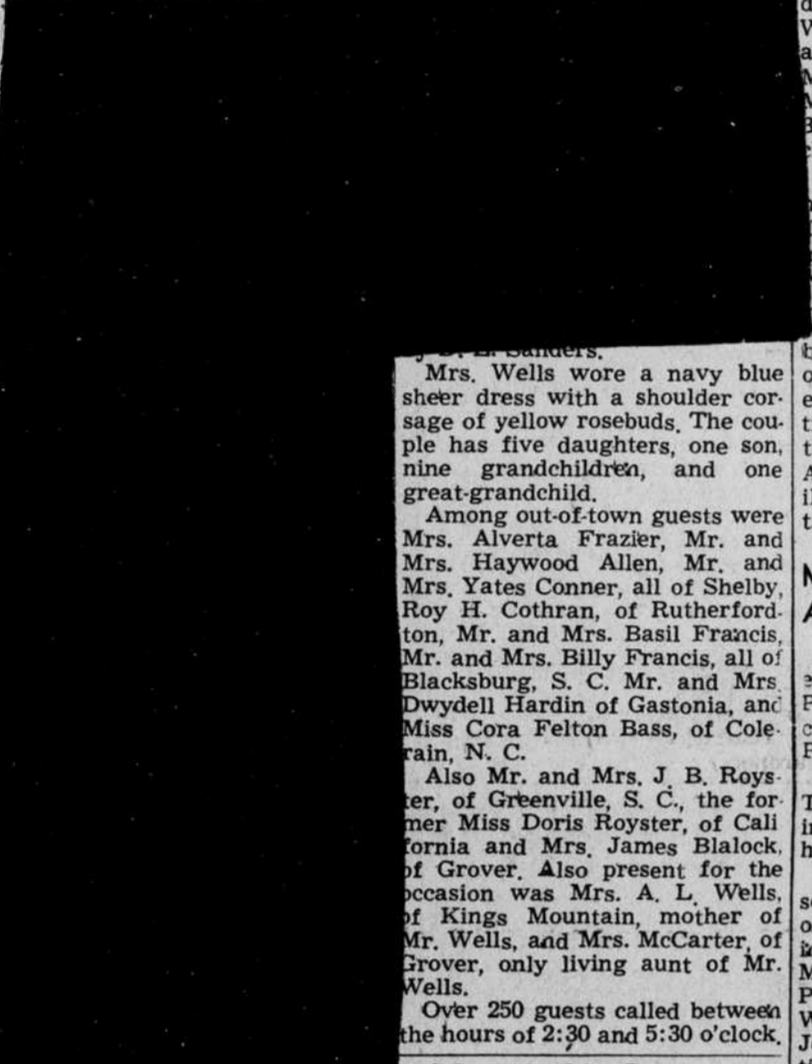 Sanders.
Mrs. Wells wore a navy blue
sheer dress with a shoulder cor-
sage of yellow rosebuds. The cou-
ple has five daughters, one son,
nine grandchildren, and one
great-grandchild.
Among out-of-town guests were
Mrs. Alverta Frazier, Mr. and
Mrs. Haywood Allen, Mr. and
Mrs. Yates Conner, all of Shelby,
Roy H. Cothran, of Rutherford-
ton, Mr. and Mrs. Basil Francis,
Mr. and Mrs. Billy Francis, all of
Blacksburg, S. C. Mr. and Mrs.
Dwydell Hardin of Gastonia, and
Miss Cora Felton Bass, of Cole-
rain, N. C.
Also Mr. and Mrs. J. B. Roys-
ter, of Greenville, S. C., the for-
mer Miss Doris Royster, of Cali
fornia and Mrs. James Blalock,
of Grover. Also present for the
occasion was Mrs. A. L. Wells,
of Kings Mountain, mother of
Mr. Wells, and Mrs. McCarter, of
Grover, only living aunt of Mr.
Wells.
Over 250 guests called between
the hours of 2:30 and 5:30 o'clock.